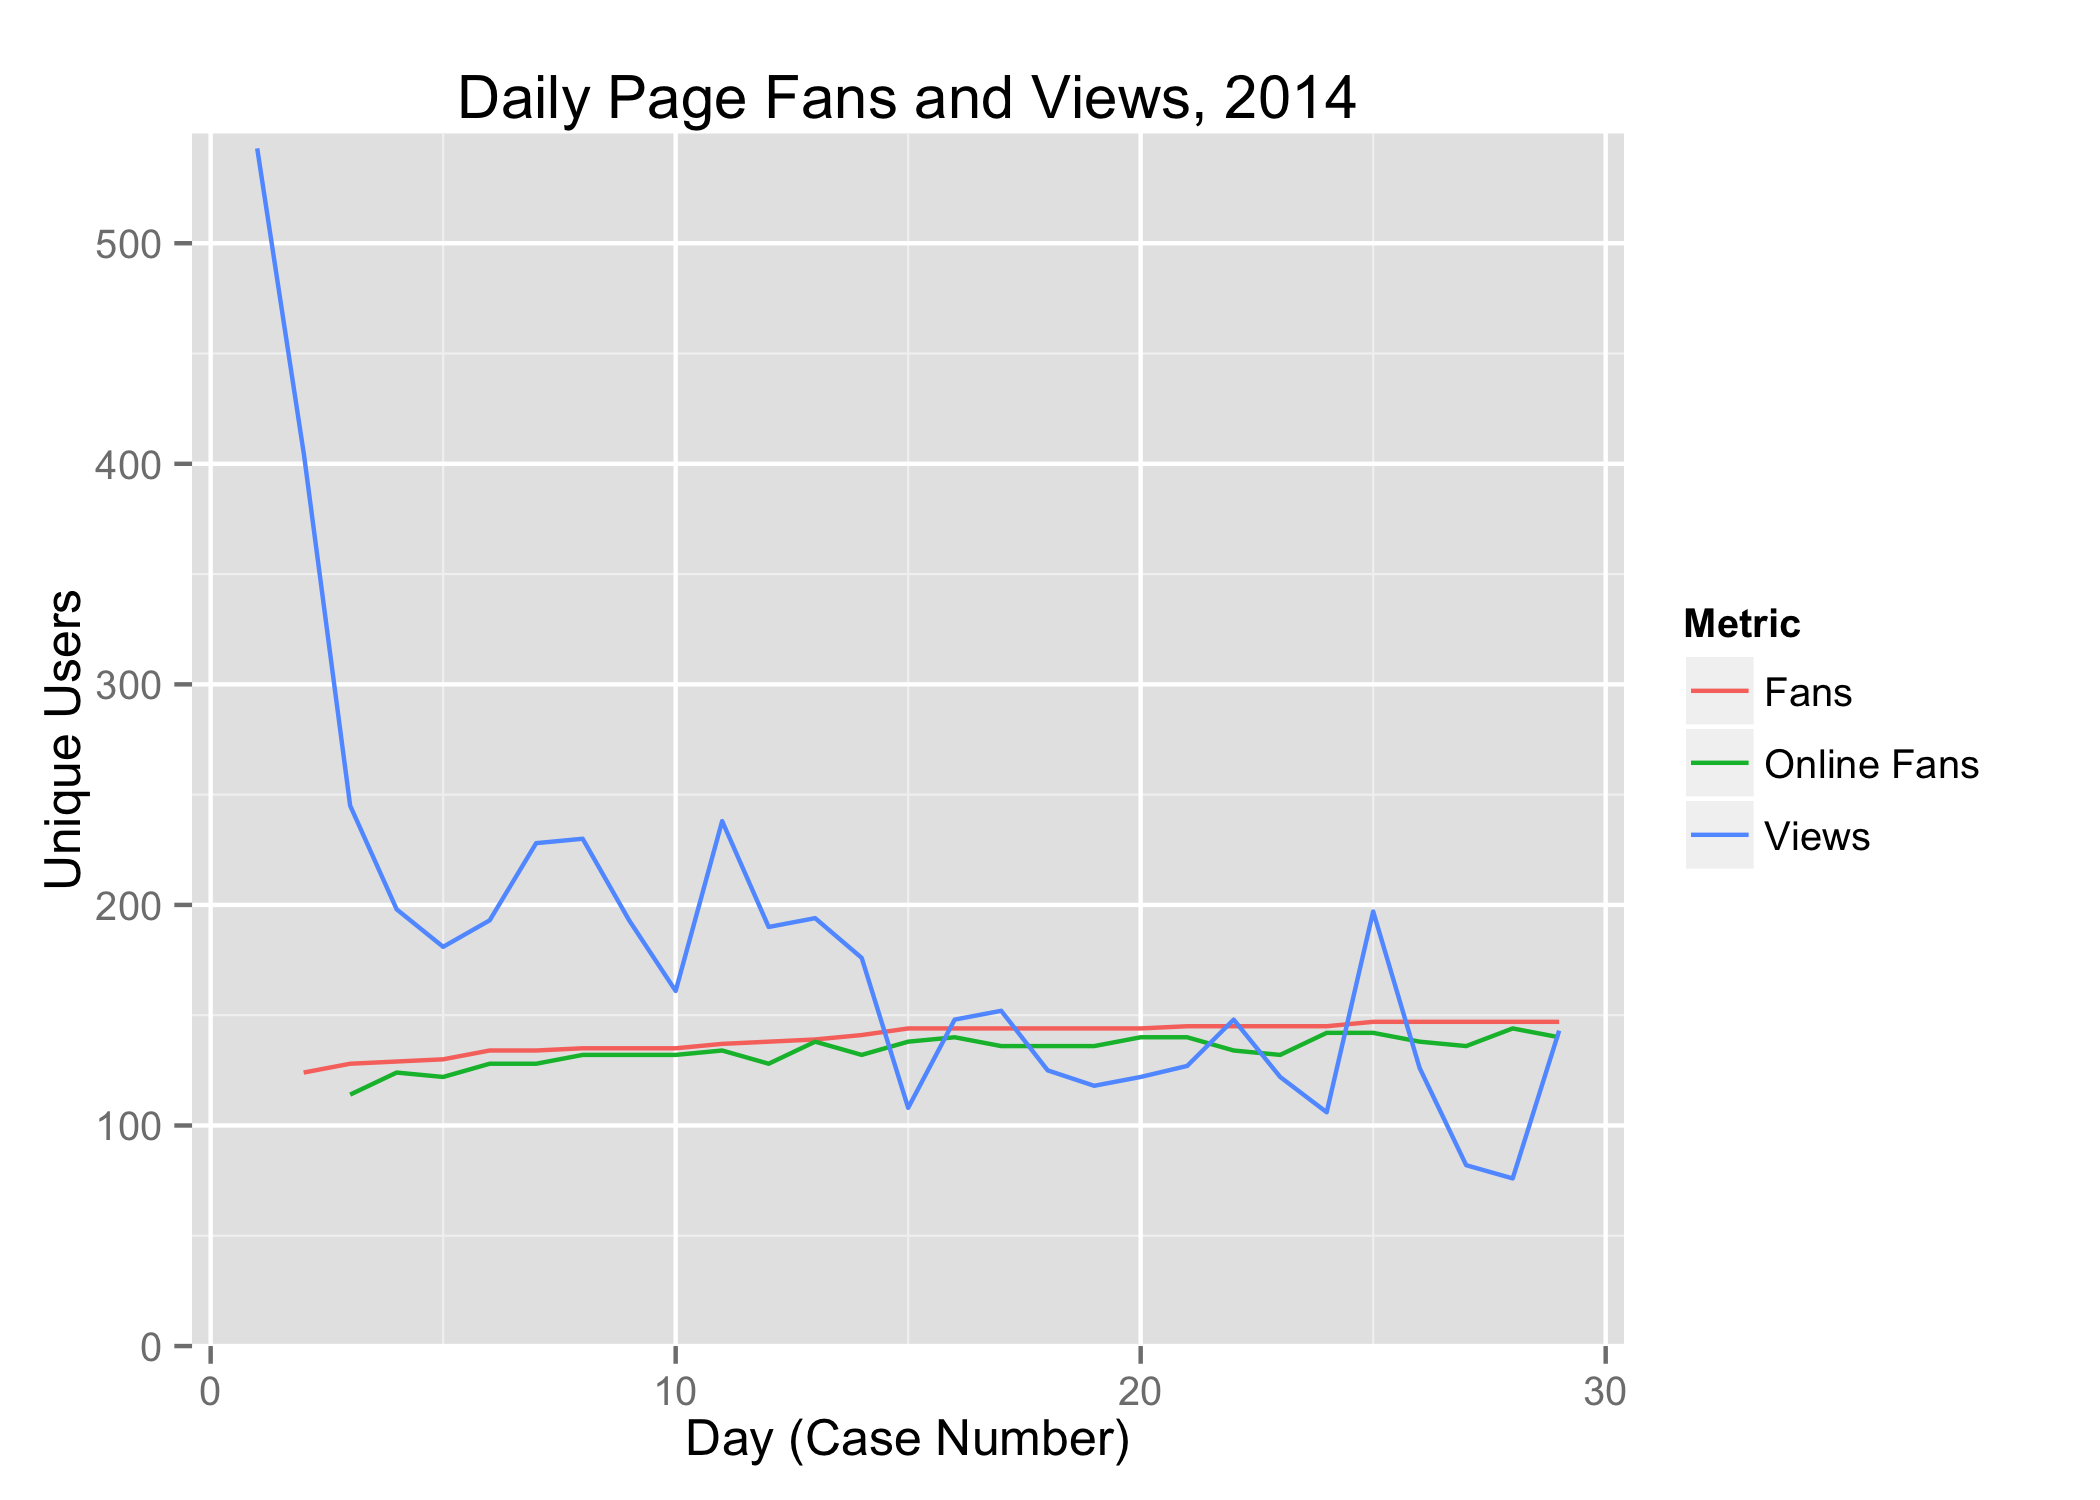 Daily Page Fans and Views, 2014
Unique Users
500
400
300
200
100
0
0 10 20 30
Day (Case Number)
Metric
Fans
Online Fans
Views